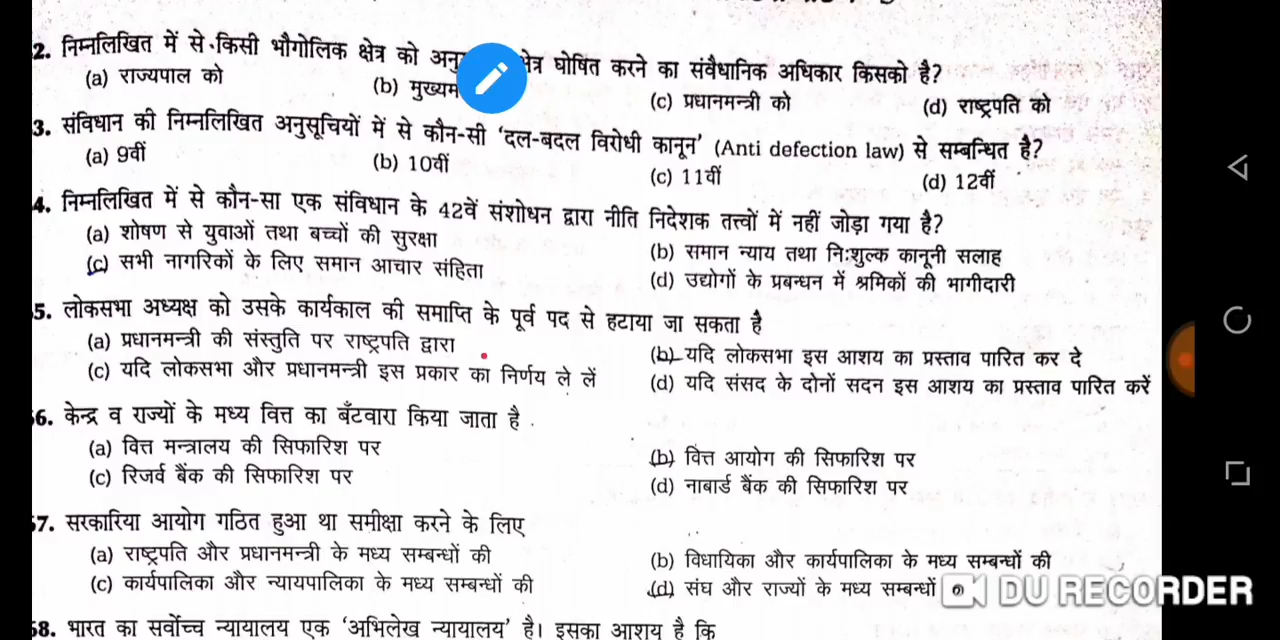 2. निम्नलिखित में से किसी भौगोलिक क्षेत्र को क्षेत्र घोषित करने का संवैधानिक अधिकार किसको है?
(a) राज्यपाल को (b) (c) प्रधानमन्त्री को (d) राष्ट्रपति को
3. संविधान की निम्नलिखित अनुसूचियों में से कौन-सी ‘दल-बदल विरोधी कानून’ (Anti defection law) से सम्बन्धित है?
(a) 9वीं (b) 10वीं (c) 11वीं (d) 12वीं
4. निम्नलिखित में से कौन-सा एक संविधान के 42वें संशोधन द्वारा नीति निदेशक तत्त्वों में नहीं जोड़ा गया है?
(a) शोषण से युवाओं तथा बच्चों की सुरक्षा (b) समान न्याय तथा निःशुल्क कानूनी सलाह
(c) सभी नागरिकों के लिए समान आचार संहिता (d) उद्योगों के प्रबन्धन में श्रमिकों की भागीदारी
5. लोकसभा अध्यक्ष को उसके कार्यकाल की समाप्ति के पूर्व पद से हटाया जा सकता है
(a) प्रधानमन्त्री की संस्तुति पर राष्ट्रपति द्वारा (b) यदि लोकसभा इस आशय का प्रस्ताव पारित कर दे
(c) यदि लोकसभा और प्रधानमन्त्री इस प्रकार का निर्णय ले लें (d) यदि संसद के दोनों सदन इस आशय का प्रस्ताव पारित करें
66. केन्द्र व राज्यों के मध्य वित्त का बँटवारा किया जाता है
(a) वित्त मन्त्रालय की सिफारिश पर (b) वित्त आयोग की सिफारिश पर
(c) रिजर्व बैंक की सिफारिश पर (d) नाबार्ड बैंक की सिफारिश पर
67. सरकारिया आयोग गठित हुआ था समीक्षा करने के लिए
(a) राष्ट्रपति और प्रधानमन्त्री के मध्य सम्बन्धों की (b) विधायिका और कार्यपालिका के मध्य सम्बन्धों की
(c) कार्यपालिका और न्यायपालिका के मध्य सम्बन्धों की (d) संघ और राज्यों के मध्य सम्बन्धों
DU RECORDER
68. भारत का सर्वोच्च न्यायालय एक ‘अभिलेख न्यायालय’ है। इसका आशय है कि